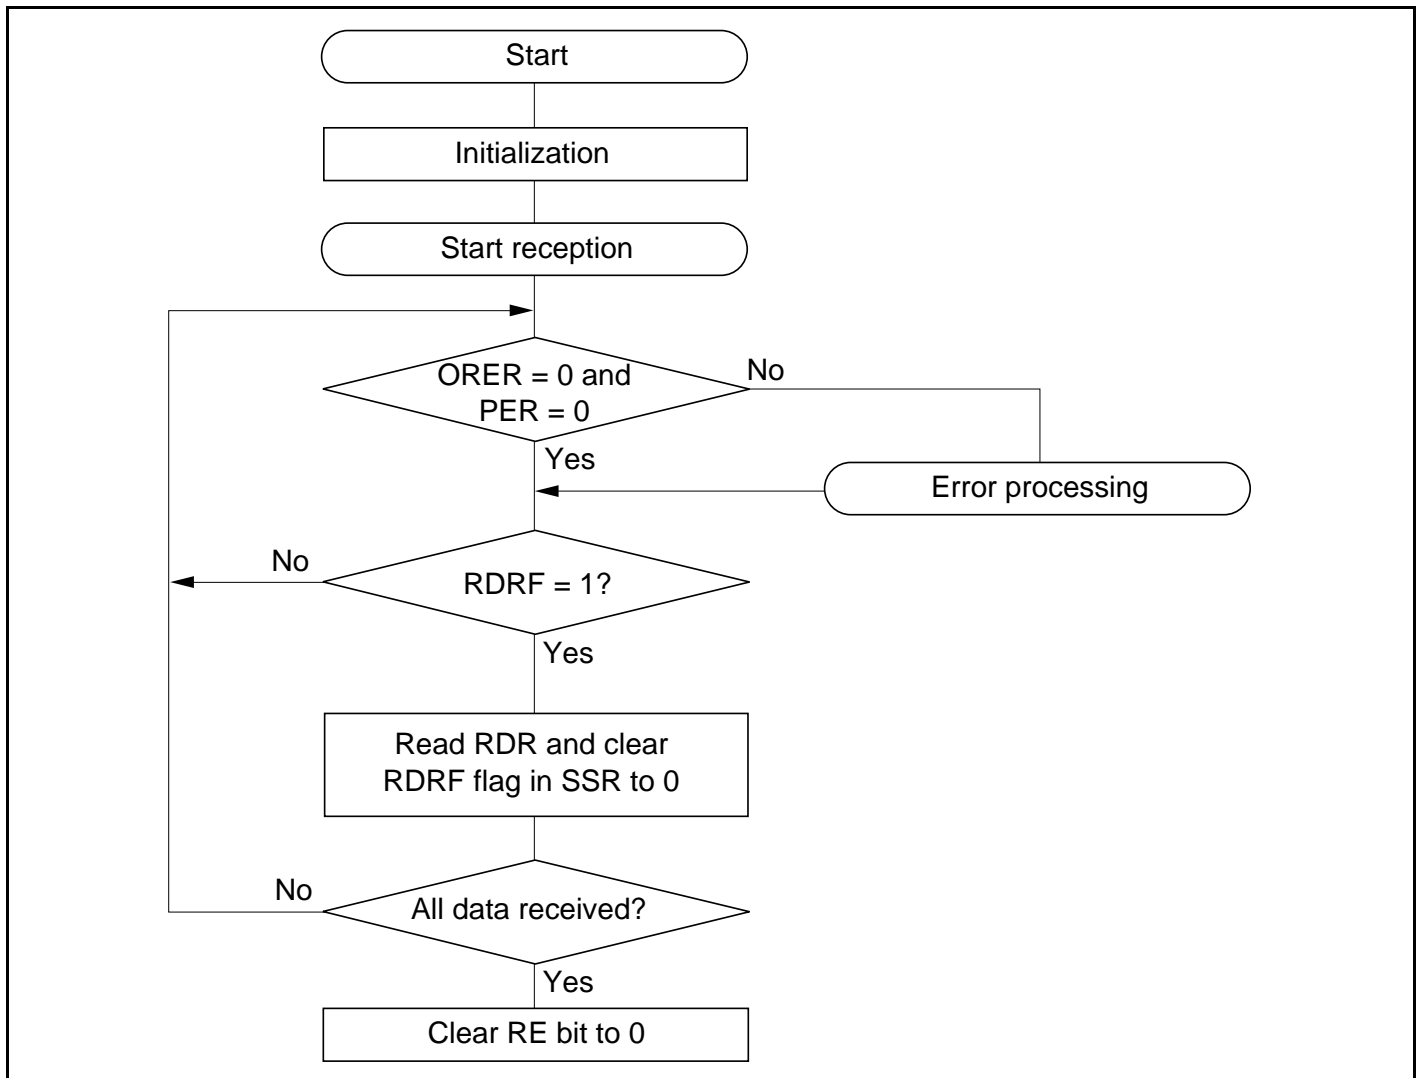 Start
Initialization
Start reception
ORER = 0 and
PER = 0
No
Yes
Error processing
No
RDRF = 1?
Yes
Read RDR and clear
RDRF flag in SSR to 0
No
All data received?
Yes
Clear RE bit to 0